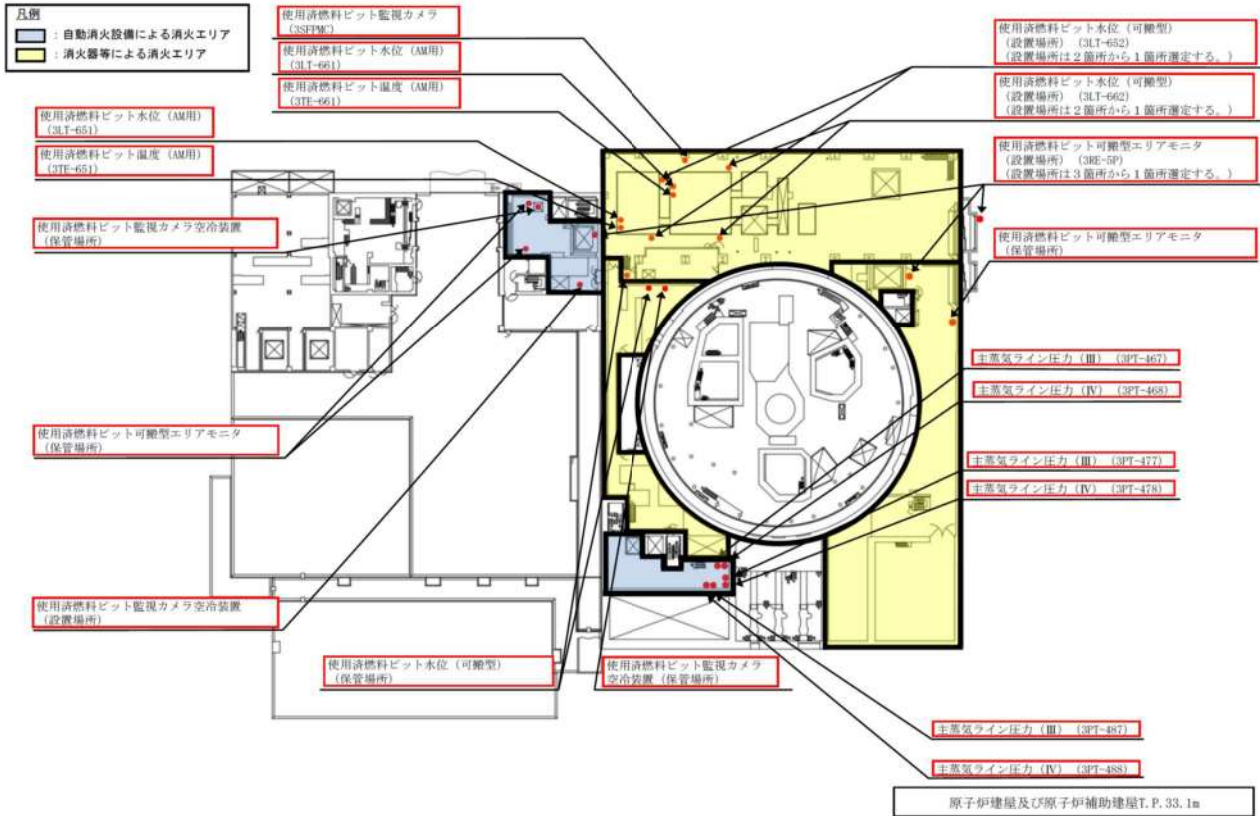 凡例
：自動消火設備による消火エリア
：消火器等による消火エリア
使用済燃料ピット監視カメラ
(3SFPMC)
使用済燃料ピット水位（AM用）
(3LT-661)
使用済燃料ピット温度（AM用）
(3TE-661)
使用済燃料ピット水位（AM用）
(3LT-651)
使用済燃料ピット温度（AM用）
(3TE-651)
使用済燃料ピット監視カメラ空冷装置
（保管場所）
使用済燃料ピット可搬型エリアモニタ
（保管場所）
使用済燃料ピット監視カメラ空冷装置
（設置場所）
使用済燃料ピット水位（可搬型）
（保管場所）
使用済燃料ピット監視カメラ
空冷装置（保管場所）
使用済燃料ピット水位（可搬型）
（設置場所）（3LT-652）
（設置場所は２箇所から１箇所選定する。）
使用済燃料ピット水位（可搬型）
（設置場所）（3LT-662）
（設置場所は２箇所から１箇所選定する。）
使用済燃料ピット可搬型エリアモニタ
（設置場所）（3RE-5P）
（設置場所は３箇所から１箇所選定する。）
使用済燃料ピット可搬型エリアモニタ
（保管場所）
主蒸気ライン圧力（Ⅲ）（3PT-467）
主蒸気ライン圧力（Ⅳ）（3PT-468）
主蒸気ライン圧力（Ⅲ）（3PT-477）
主蒸気ライン圧力（Ⅳ）（3PT-478）
主蒸気ライン圧力（Ⅲ）（3PT-487）
主蒸気ライン圧力（Ⅳ）（3PT-488）
原子炉建屋及び原子炉補助建屋T.P.33.1m